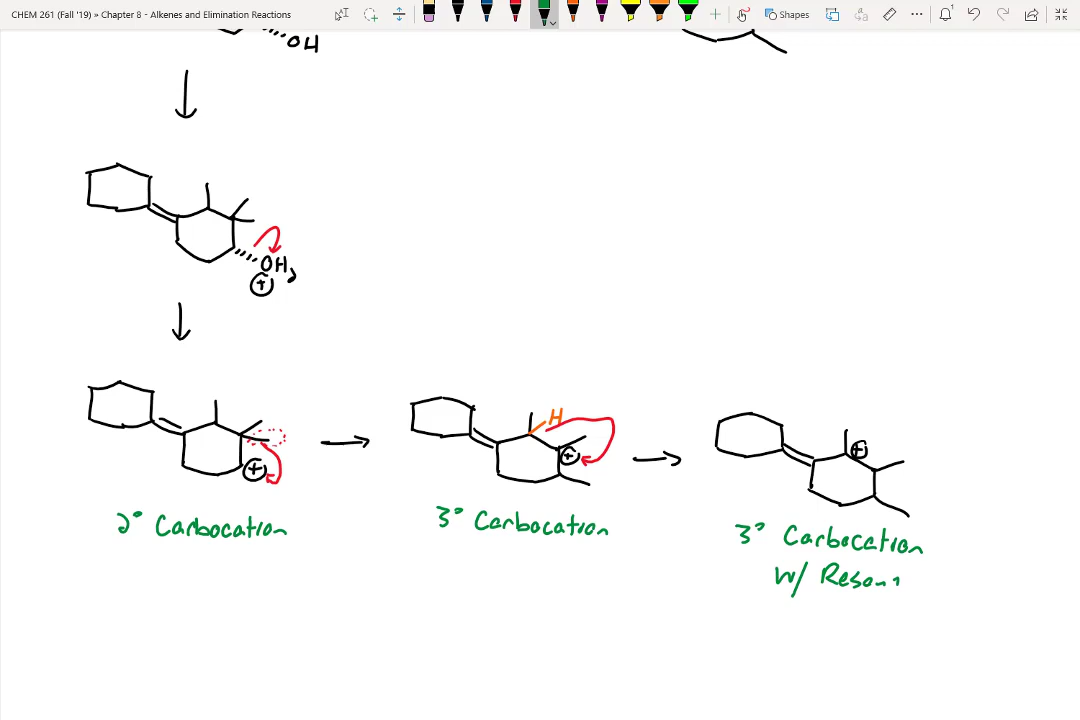 CHEM 261 (Fall '19) > Chapter 8 - Alkenes and Elimination Reactions
Shapes
OH
OH₂
+
H
+
+
+
2° Carbocation
3° Carbocation
3° Carbocation
w/ Reson